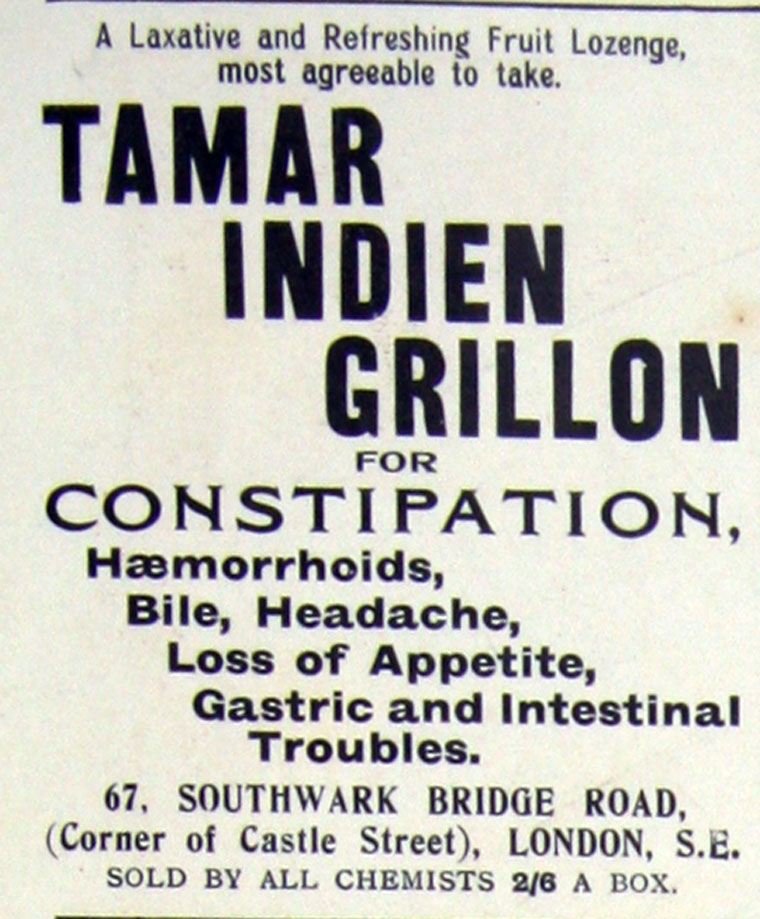 A Laxative and Refreshing Fruit Lozenge,
most agreeable to take.
TAMAR
INDIEN
GRILLON
FOR
CONSTIPATION,
Hæmorrhoids,
Bile, Headache,
Loss of Appetite,
Gastric and Intestinal
Troubles.
67, SOUTHWARK BRIDGE ROAD,
(Corner of Castle Street), LONDON, S.E.
SOLD BY ALL CHEMISTS 2/6 A BOX.